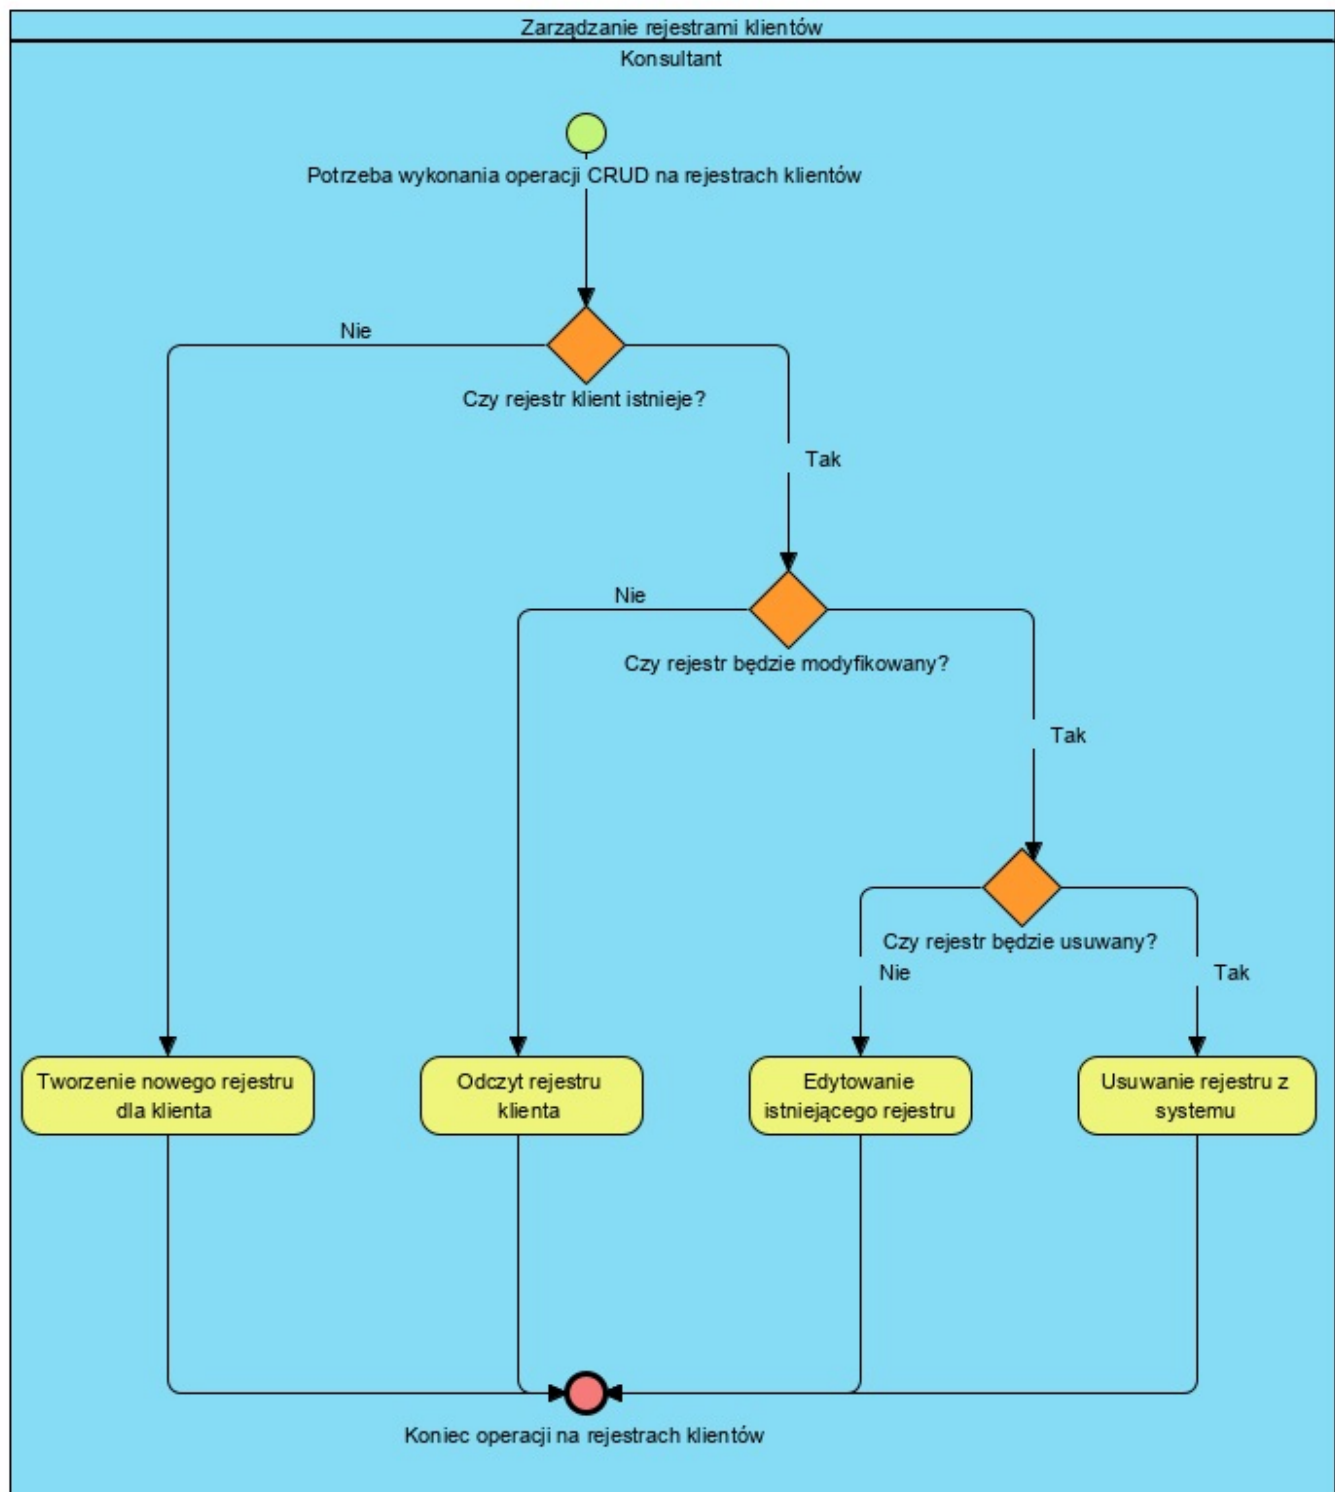 Zarządzanie rejestrami klientów
Konsultant
Potrzeba wykonania operacji CRUD na rejestrach klientów
Nie
Czy rejestr klient istnieje?
Tak
Nie
Czy rejestr będzie modyfikowany?
Tak
Czy rejestr będzie usuwany?
Nie
Tak
Tworzenie nowego rejestru
dla klienta
Odczyt rejestru
klienta
Edytowanie
istniejącego rejestru
Usuwanie rejestru z
systemu
Koniec operacji na rejestrach klientów